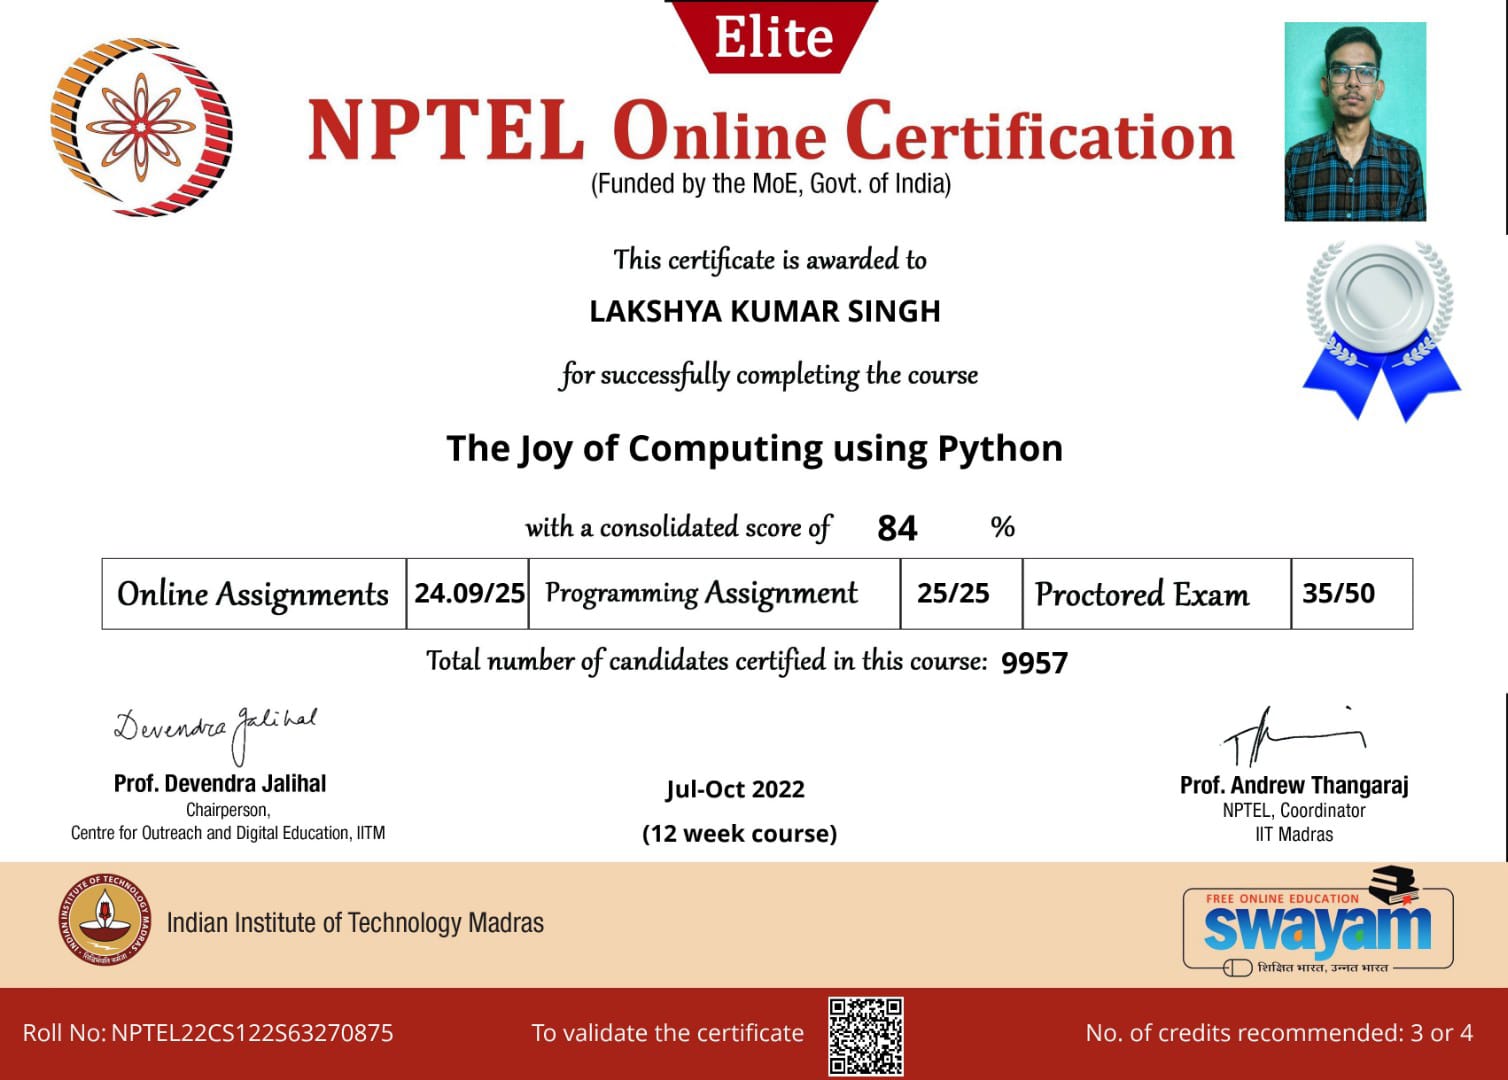 Elite
NPTEL Online Certification
(Funded by the MoE, Govt. of India)
This certificate is awarded to
LAKSHYA KUMAR SINGH
for successfully completing the course
The Joy of Computing using Python
with a consolidated score of 84 %
Online Assignments 24.09/25 Programming Assignment 25/25 Proctored Exam 35/50
Total number of candidates certified in this course: 9957
Devendra Jalihal
Prof. Devendra Jalihal
Chairperson,
Centre for Outreach and Digital Education, IITM
Jul-Oct 2022
(12 week course)
Prof. Andrew Thangaraj
NPTEL, Coordinator
IIT Madras
INDIAN INSTITUTE OF TECHNOLOGY MADRAS
Indian Institute of Technology Madras
FREE ONLINE EDUCATION
swayam
शिक्षित भारत, उन्नत भारत
Roll No: NPTEL22CS122S63270875
To validate the certificate
No. of credits recommended: 3 or 4